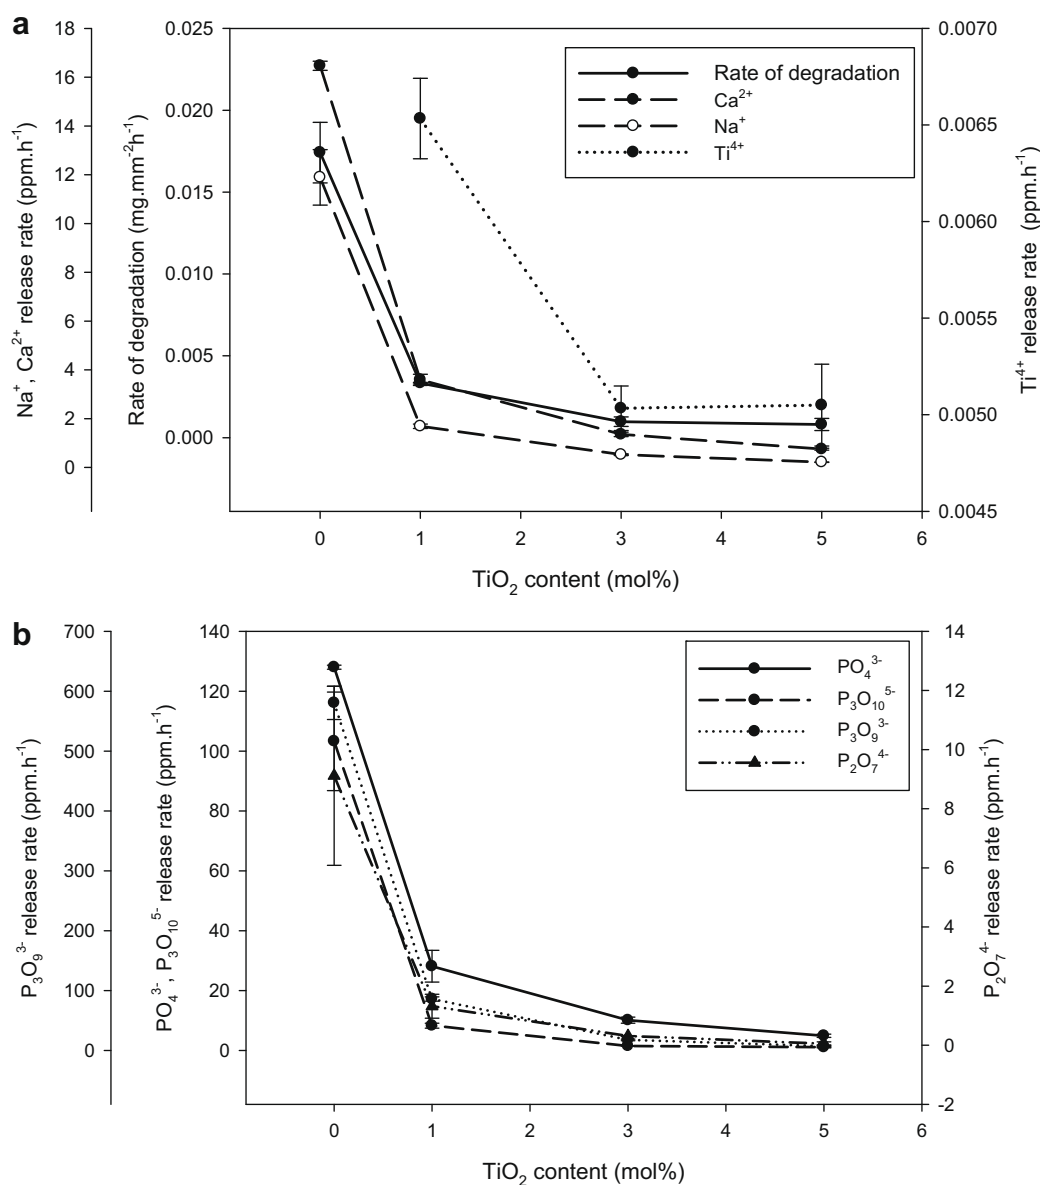 a
18
16
14
12
10
8
6
4
2
0
Na⁺, Ca²⁺ release rate (ppm.h⁻¹)
0.025
0.020
0.015
0.010
0.005
0.000
Rate of degradation (mg.mm⁻²h⁻¹)
Rate of degradation
Ca²⁺
Na⁺
Ti⁴⁺
0.0070
0.0065
0.0060
0.0055
0.0050
0.0045
Ti⁴⁺ release rate (ppm.h⁻¹)
0 1 2 3 4 5 6
TiO₂ content (mol%)
b
700
600
500
400
300
200
100
0
P₃O₉³⁻ release rate (ppm.h⁻¹)
140
120
100
80
60
40
20
0
PO₄³⁻, P₃O₁₀⁵⁻ release rate (ppm.h⁻¹)
PO₄³⁻
P₃O₁₀⁵⁻
P₃O₉³⁻
P₂O₇⁴⁻
14
12
10
8
6
4
2
0
-2
P₂O₇⁴⁻ release rate (ppm.h⁻¹)
0 1 2 3 4 5 6
TiO₂ content (mol%)